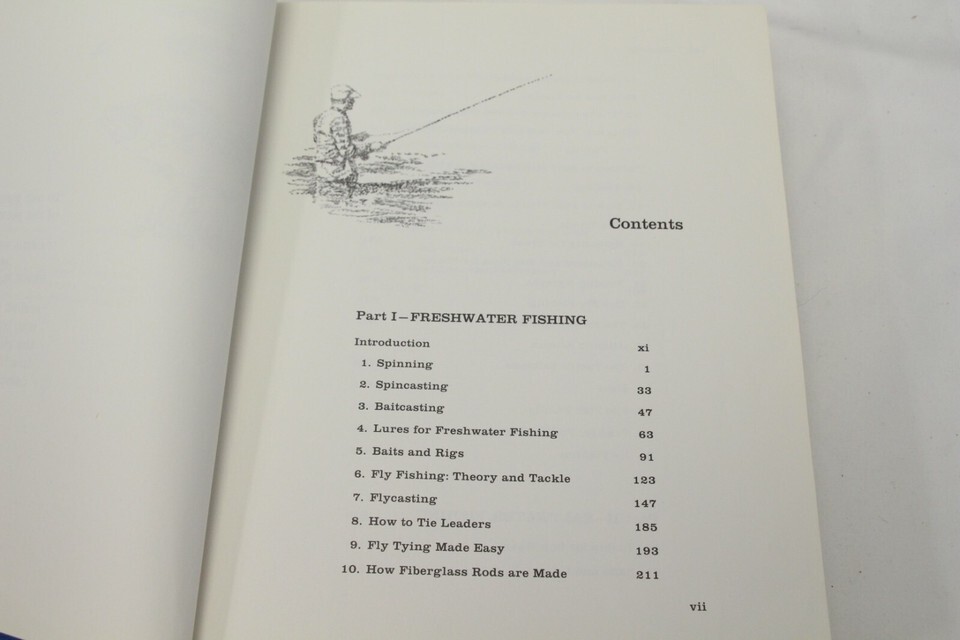 Contents
Part I—FRESHWATER FISHING
Introduction xi
1. Spinning 1
2. Spincasting 33
3. Baitcasting 47
4. Lures for Freshwater Fishing 63
5. Baits and Rigs 91
6. Fly Fishing: Theory and Tackle 123
7. Flycasting 147
8. How to Tie Leaders 185
9. Fly Tying Made Easy 193
10. How Fiberglass Rods are Made 211
vii